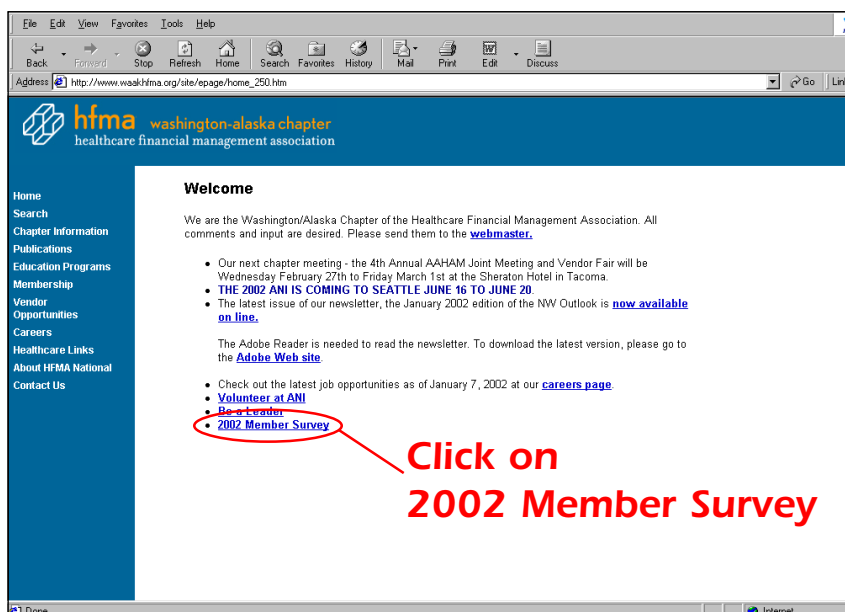 File Edit View Favorites Tools Help
Back Forward Stop Refresh Home Search Favorites History Mail Print Edit Discuss
Address http://www.waakhfma.org/site/epage/home_250.htm Go
hfma washington-alaska chapter
healthcare financial management association
Home
Search
Chapter Information
Publications
Education Programs
Membership
Vendor
Opportunities
Careers
Healthcare Links
About HFMA National
Contact Us
Welcome
We are the Washington/Alaska Chapter of the Healthcare Financial Management Association. All
comments and input are desired. Please send them to the webmaster.
• Our next chapter meeting - the 4th Annual AAHAM Joint Meeting and Vendor Fair will be
Wednesday February 27th to Friday March 1st at the Sheraton Hotel in Tacoma.
• THE 2002 ANI IS COMING TO SEATTLE JUNE 16 TO JUNE 20.
• The latest issue of our newsletter, the January 2002 edition of the NW Outlook is now available
on line.
The Adobe Reader is needed to read the newsletter. To download the latest version, please go to
the Adobe Web site.
• Check out the latest job opportunities as of January 7, 2002 at our careers page.
• Volunteer at ANI
• Be a Leader
• 2002 Member Survey
Click on
2002 Member Survey
Done Internet